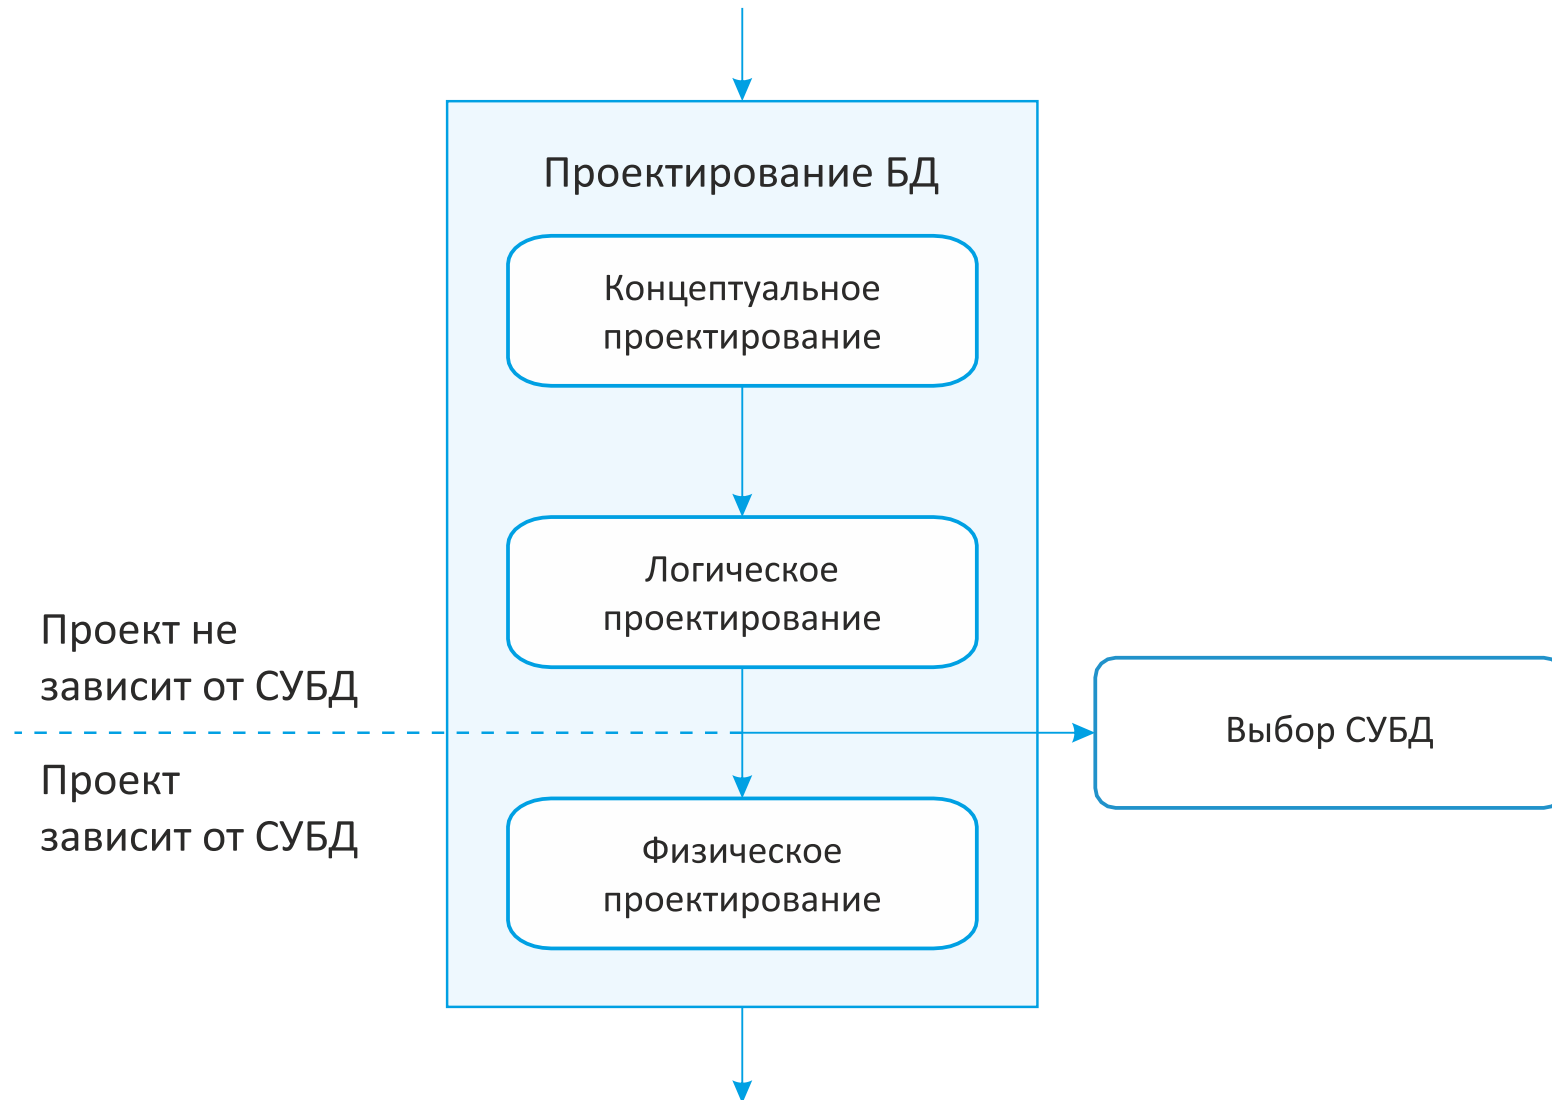 Проектирование БД
Концептуальное
проектирование
Логическое
проектирование
Проект не
зависит от СУБД
Выбор СУБД
Проект
зависит от СУБД
Физическое
проектирование